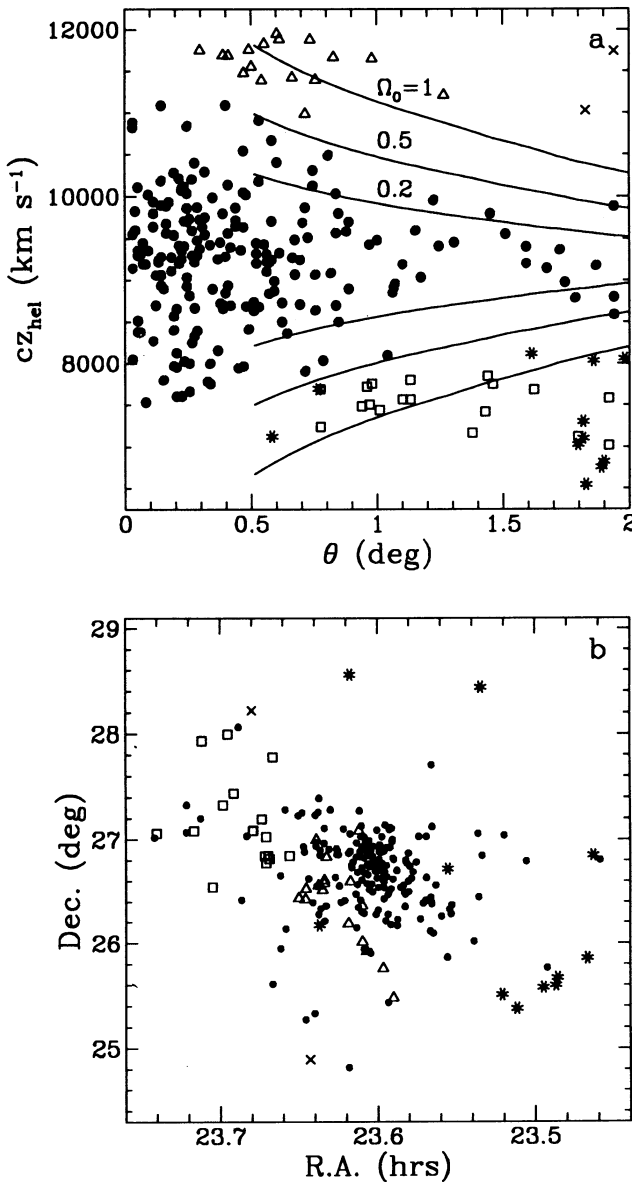 12000
10000
8000
cz_hel (km s⁻¹)
a
Ω₀=1
0.5
0.2
0 0.5 1 1.5 2
θ (deg)
29
28
27
26
25
Dec. (deg)
b
23.7 23.6 23.5
R.A. (hrs)